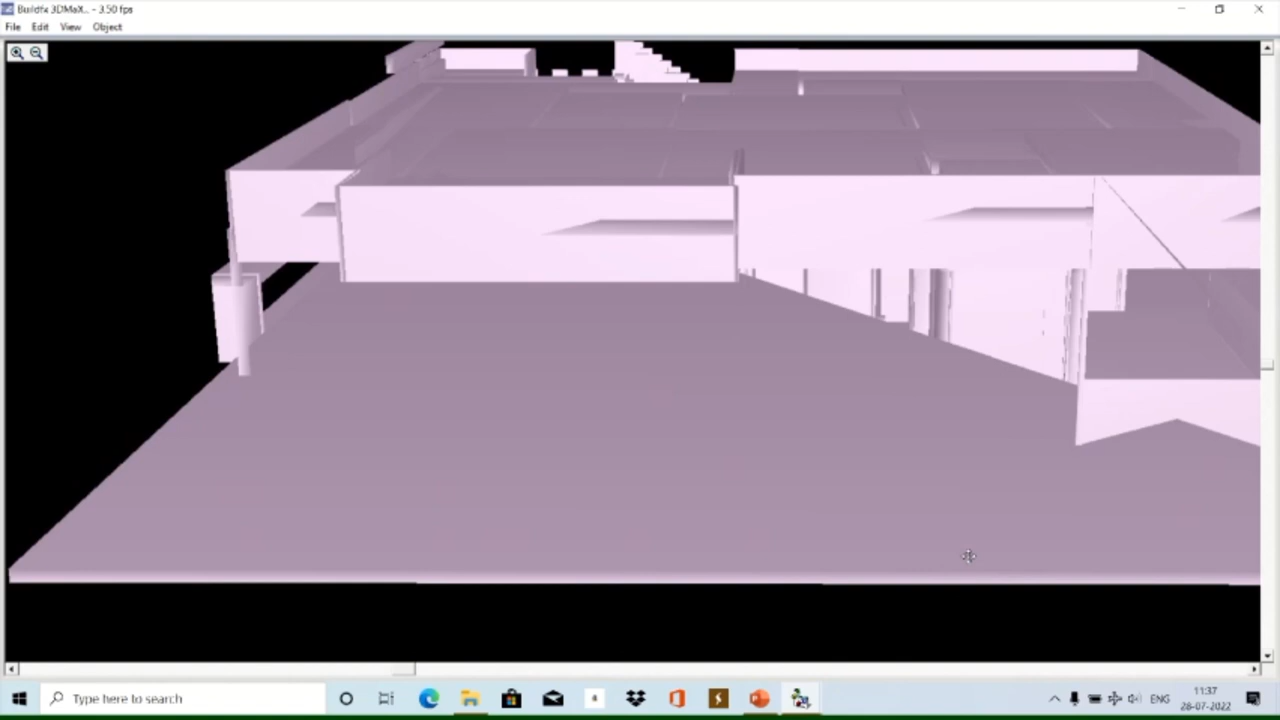 Buildfx 3DMaX... - 3.50 fps
File Edit View Object
Type here to search
ENG
11:37
28-07-2022